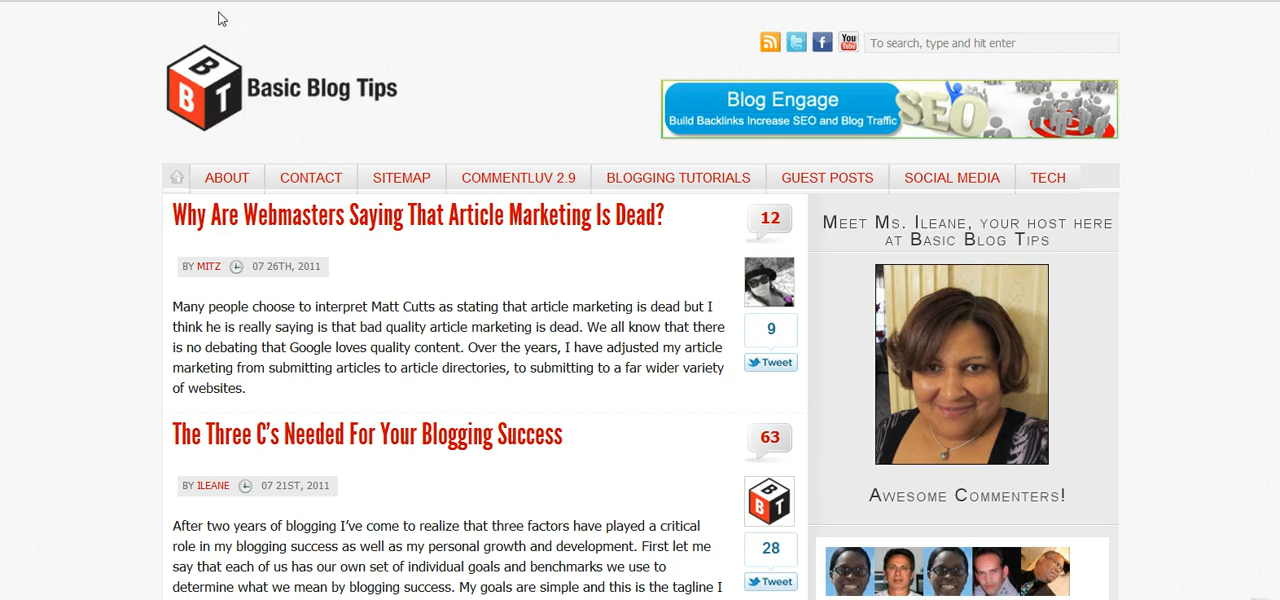 B
B T
Basic Blog Tips
You
Tube
To search, type and hit enter
Blog Engage
Build Backlinks Increase SEO and Blog Traffic
SEO
ABOUT
CONTACT
SITEMAP
COMMENTLUV 2.9
BLOGGING TUTORIALS
GUEST POSTS
SOCIAL MEDIA
TECH
Why Are Webmasters Saying That Article Marketing Is Dead?
12
BY MITZ 07 26TH, 2011
Many people choose to interpret Matt Cutts as stating that article marketing is dead but I
think he is really saying is that bad quality article marketing is dead. We all know that there
is no debating that Google loves quality content. Over the years, I have adjusted my article
marketing from submitting articles to article directories, to submitting to a far wider variety
of websites.
9
Tweet
The Three C's Needed For Your Blogging Success
63
BY ILEANE 07 21ST, 2011
After two years of blogging I've come to realize that three factors have played a critical
role in my blogging success as well as my personal growth and development. First let me
say that each of us has our own set of individual goals and benchmarks we use to
determine what we mean by blogging success. My goals are simple and this is the tagline I
B
B T
28
Tweet
Meet Ms. Ileane, your host here
at Basic Blog Tips
Awesome Commenters!